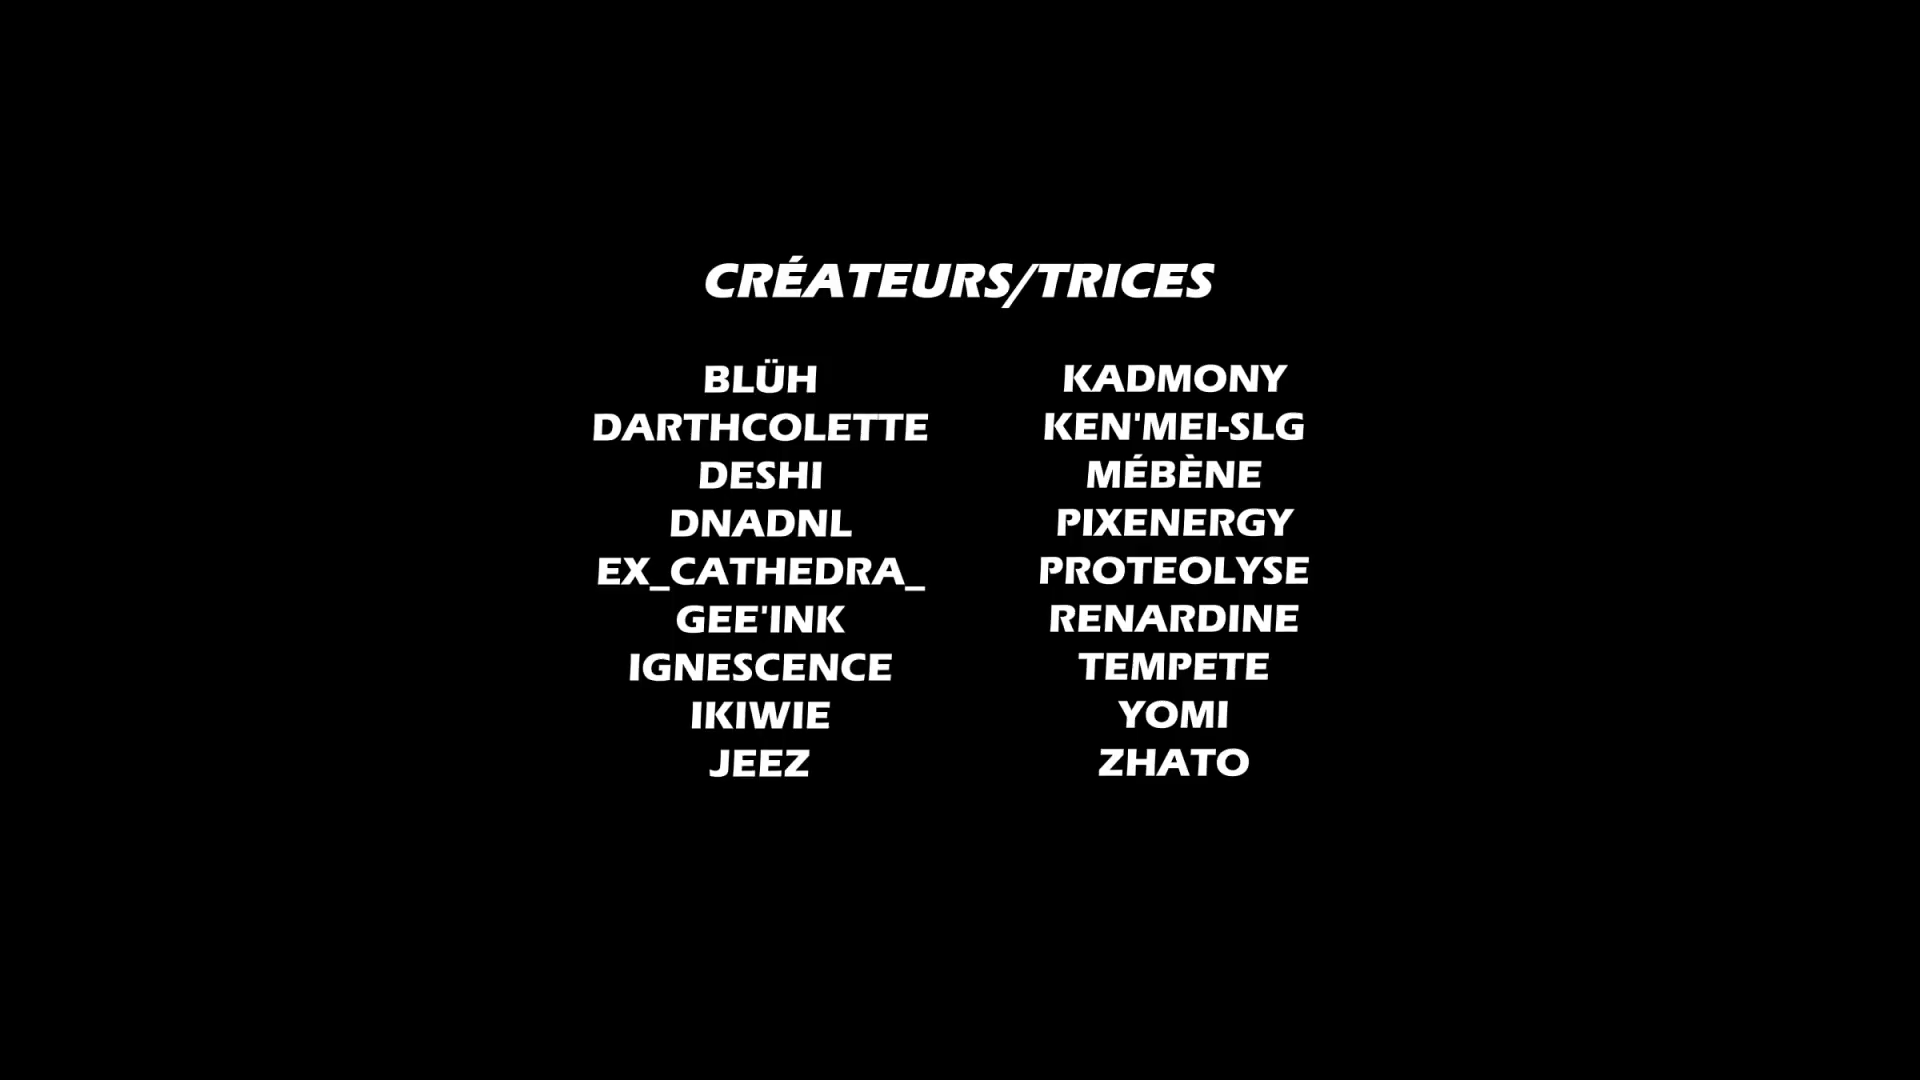 CRÉATEURS/TRICES
BLÜH
DARTHCOLETTE
DESHI
DNADNL
EX_CATHEDRA_
GEE'INK
IGNESCENCE
IKIWIE
JEEZ
KADMONY
KEN'MEI-SLG
MÉBÈNE
PIXENERGY
PROTEOLYSE
RENARDINE
TEMPETE
YOMI
ZHATO